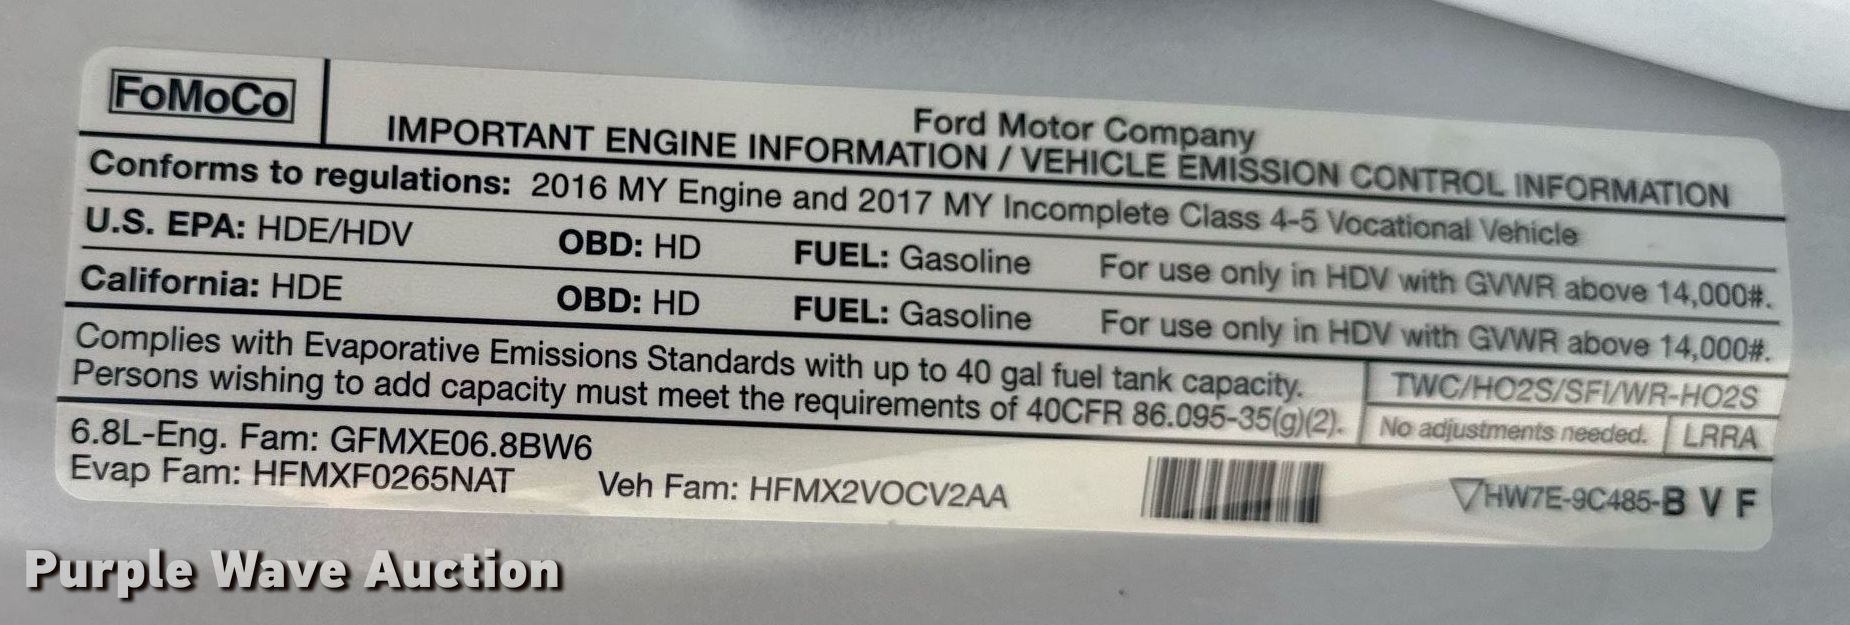 FoMoCo
Ford Motor Company
IMPORTANT ENGINE INFORMATION / VEHICLE EMISSION CONTROL INFORMATION
Conforms to regulations: 2016 MY Engine and 2017 MY Incomplete Class 4-5 Vocational Vehicle
U.S. EPA: HDE/HDV OBD: HD FUEL: Gasoline For use only in HDV with GVWR above 14,000#.
California: HDE OBD: HD FUEL: Gasoline For use only in HDV with GVWR above 14,000#.
Complies with Evaporative Emissions Standards with up to 40 gal fuel tank capacity.
Persons wishing to add capacity must meet the requirements of 40CFR 86.095-35(g)(2).
TWC/HO2S/SFI/WR-HO2S
No adjustments needed. LRRA
6.8L-Eng. Fam: GFMXE06.8BW6
Evap Fam: HFMXF0265NAT Veh Fam: HFMX2VOCV2AA
HW7E-9C485-B V F
Purple Wave Auction